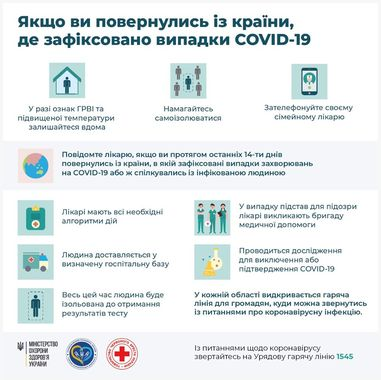 Якщо ви повернулись із країни,
де зафіксовано випадки COVID-19
У разі ознак ГРВІ та
підвищеної температури
залишайтеся вдома
Намагайтесь
самоізолюватися
Зателефонуйте своєму
сімейному лікарю
Повідомте лікарю, якщо ви протягом останніх 14-ти днів
повернулись із країни, в якій зафіксовані випадки захворювань
на COVID-19 або ж спілкувались із інфікованою людиною
Лікарі мають всі необхідні
алгоритми дій
У випадку підстав для підозри
лікарі викликають бригаду
медичної допомоги
Людина доставляється у
визначену госпітальну базу
Проводиться дослідження
для виключення або
підтвердження COVID-19
Весь цей час людина буде
ізольована до отримання
результатів тесту
У кожній області відкривається гаряча
лінія для громадян, куди можна звернутись
із питаннями про коронавірусну інфекцію.
МІНІСТЕРСТВО
ОХОРОНИ
ЗДОРОВ'Я
УКРАЇНИ
Із питаннями щодо коронавірусу
звертайтесь на Урядову гарячу лінію 1545